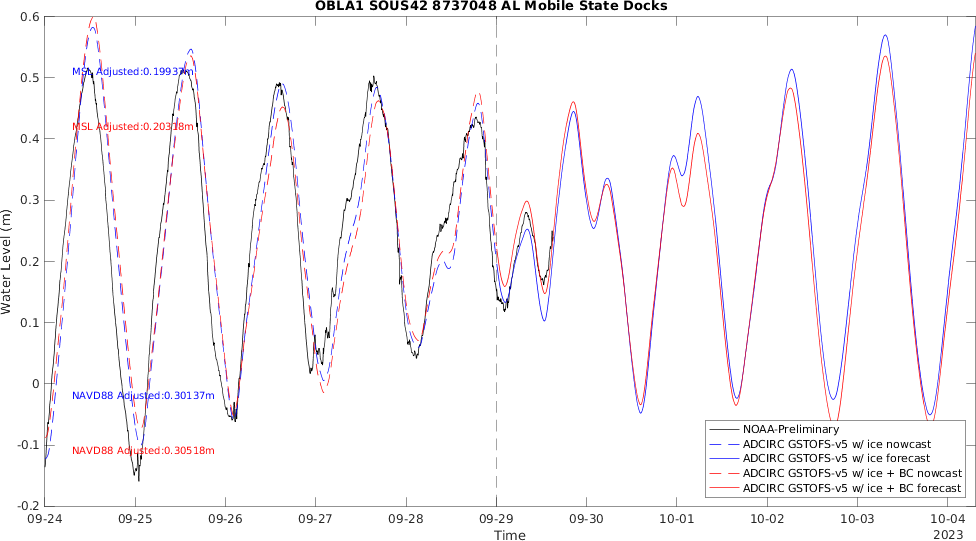 OBLA1 SOUS42 8737048 AL Mobile State Docks
0.6
0.5
0.4
0.3
0.2
0.1
0
-0.1
-0.2
Water Level (m)
MSL Adjusted:0.19937m
MSL Adjusted:0.20318m
NAVD88 Adjusted:0.30137m
NAVD88 Adjusted:0.30518m
NOAA-Preliminary
ADCIRC GSTOFS-v5 w/ ice nowcast
ADCIRC GSTOFS-v5 w/ ice forecast
ADCIRC GSTOFS-v5 w/ ice + BC nowcast
ADCIRC GSTOFS-v5 w/ ice + BC forecast
09-24 09-25 09-26 09-27 09-28 09-29 09-30 10-01 10-02 10-03 10-04
Time
2023